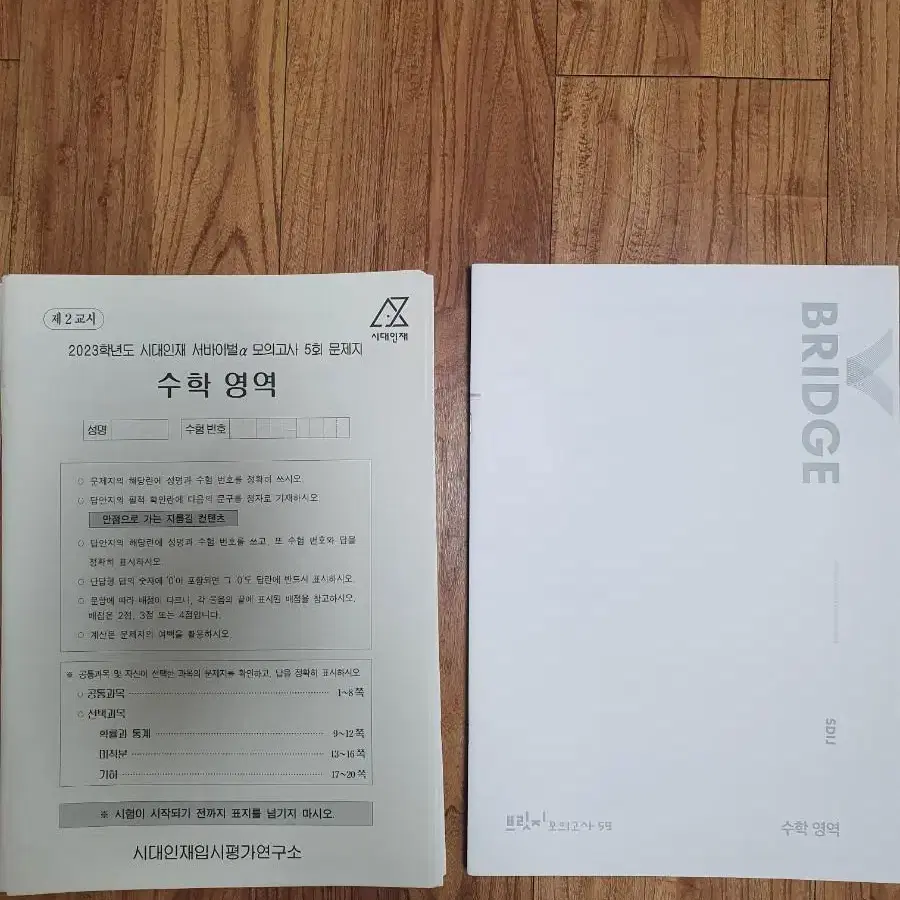 제 2 교시
시대인재
2023학년도 시대인재 서바이벌α 모의고사 5회 문제지
수학 영역
성명
수험 번호
○ 문제지의 해당란에 성명과 수험 번호를 정확히 쓰시오.
○ 답안지의 필적 확인란에 다음의 문구를 정자로 기재하시오.
만점으로 가는 지름길 컨텐츠
○ 답안지의 해당란에 성명과 수험 번호를 쓰고, 또 수험 번호와 답을
정확히 표시하시오.
○ 단답형 답의 숫자에 '0'이 포함되면 그 '0'도 답란에 반드시 표시하시오.
○ 문항에 따라 배점이 다르니, 각 물음의 끝에 표시된 배점을 참고하시오.
배점은 2점, 3점 또는 4점입니다.
○ 계산은 문제지의 여백을 활용하시오.
※ 공통과목 및 자신이 선택한 과목의 문제지를 확인하고, 답을 정확히 표시하시오.
○ 공통과목 1~8 쪽
○ 선택과목
확률과 통계 9~12 쪽
미적분 13~16 쪽
기하 17~20 쪽
※ 시험이 시작되기 전까지 표지를 넘기지 마시오.
시대인재입시평가연구소
BRIDGE
SDIJ
브릿지 모의고사
수학 영역